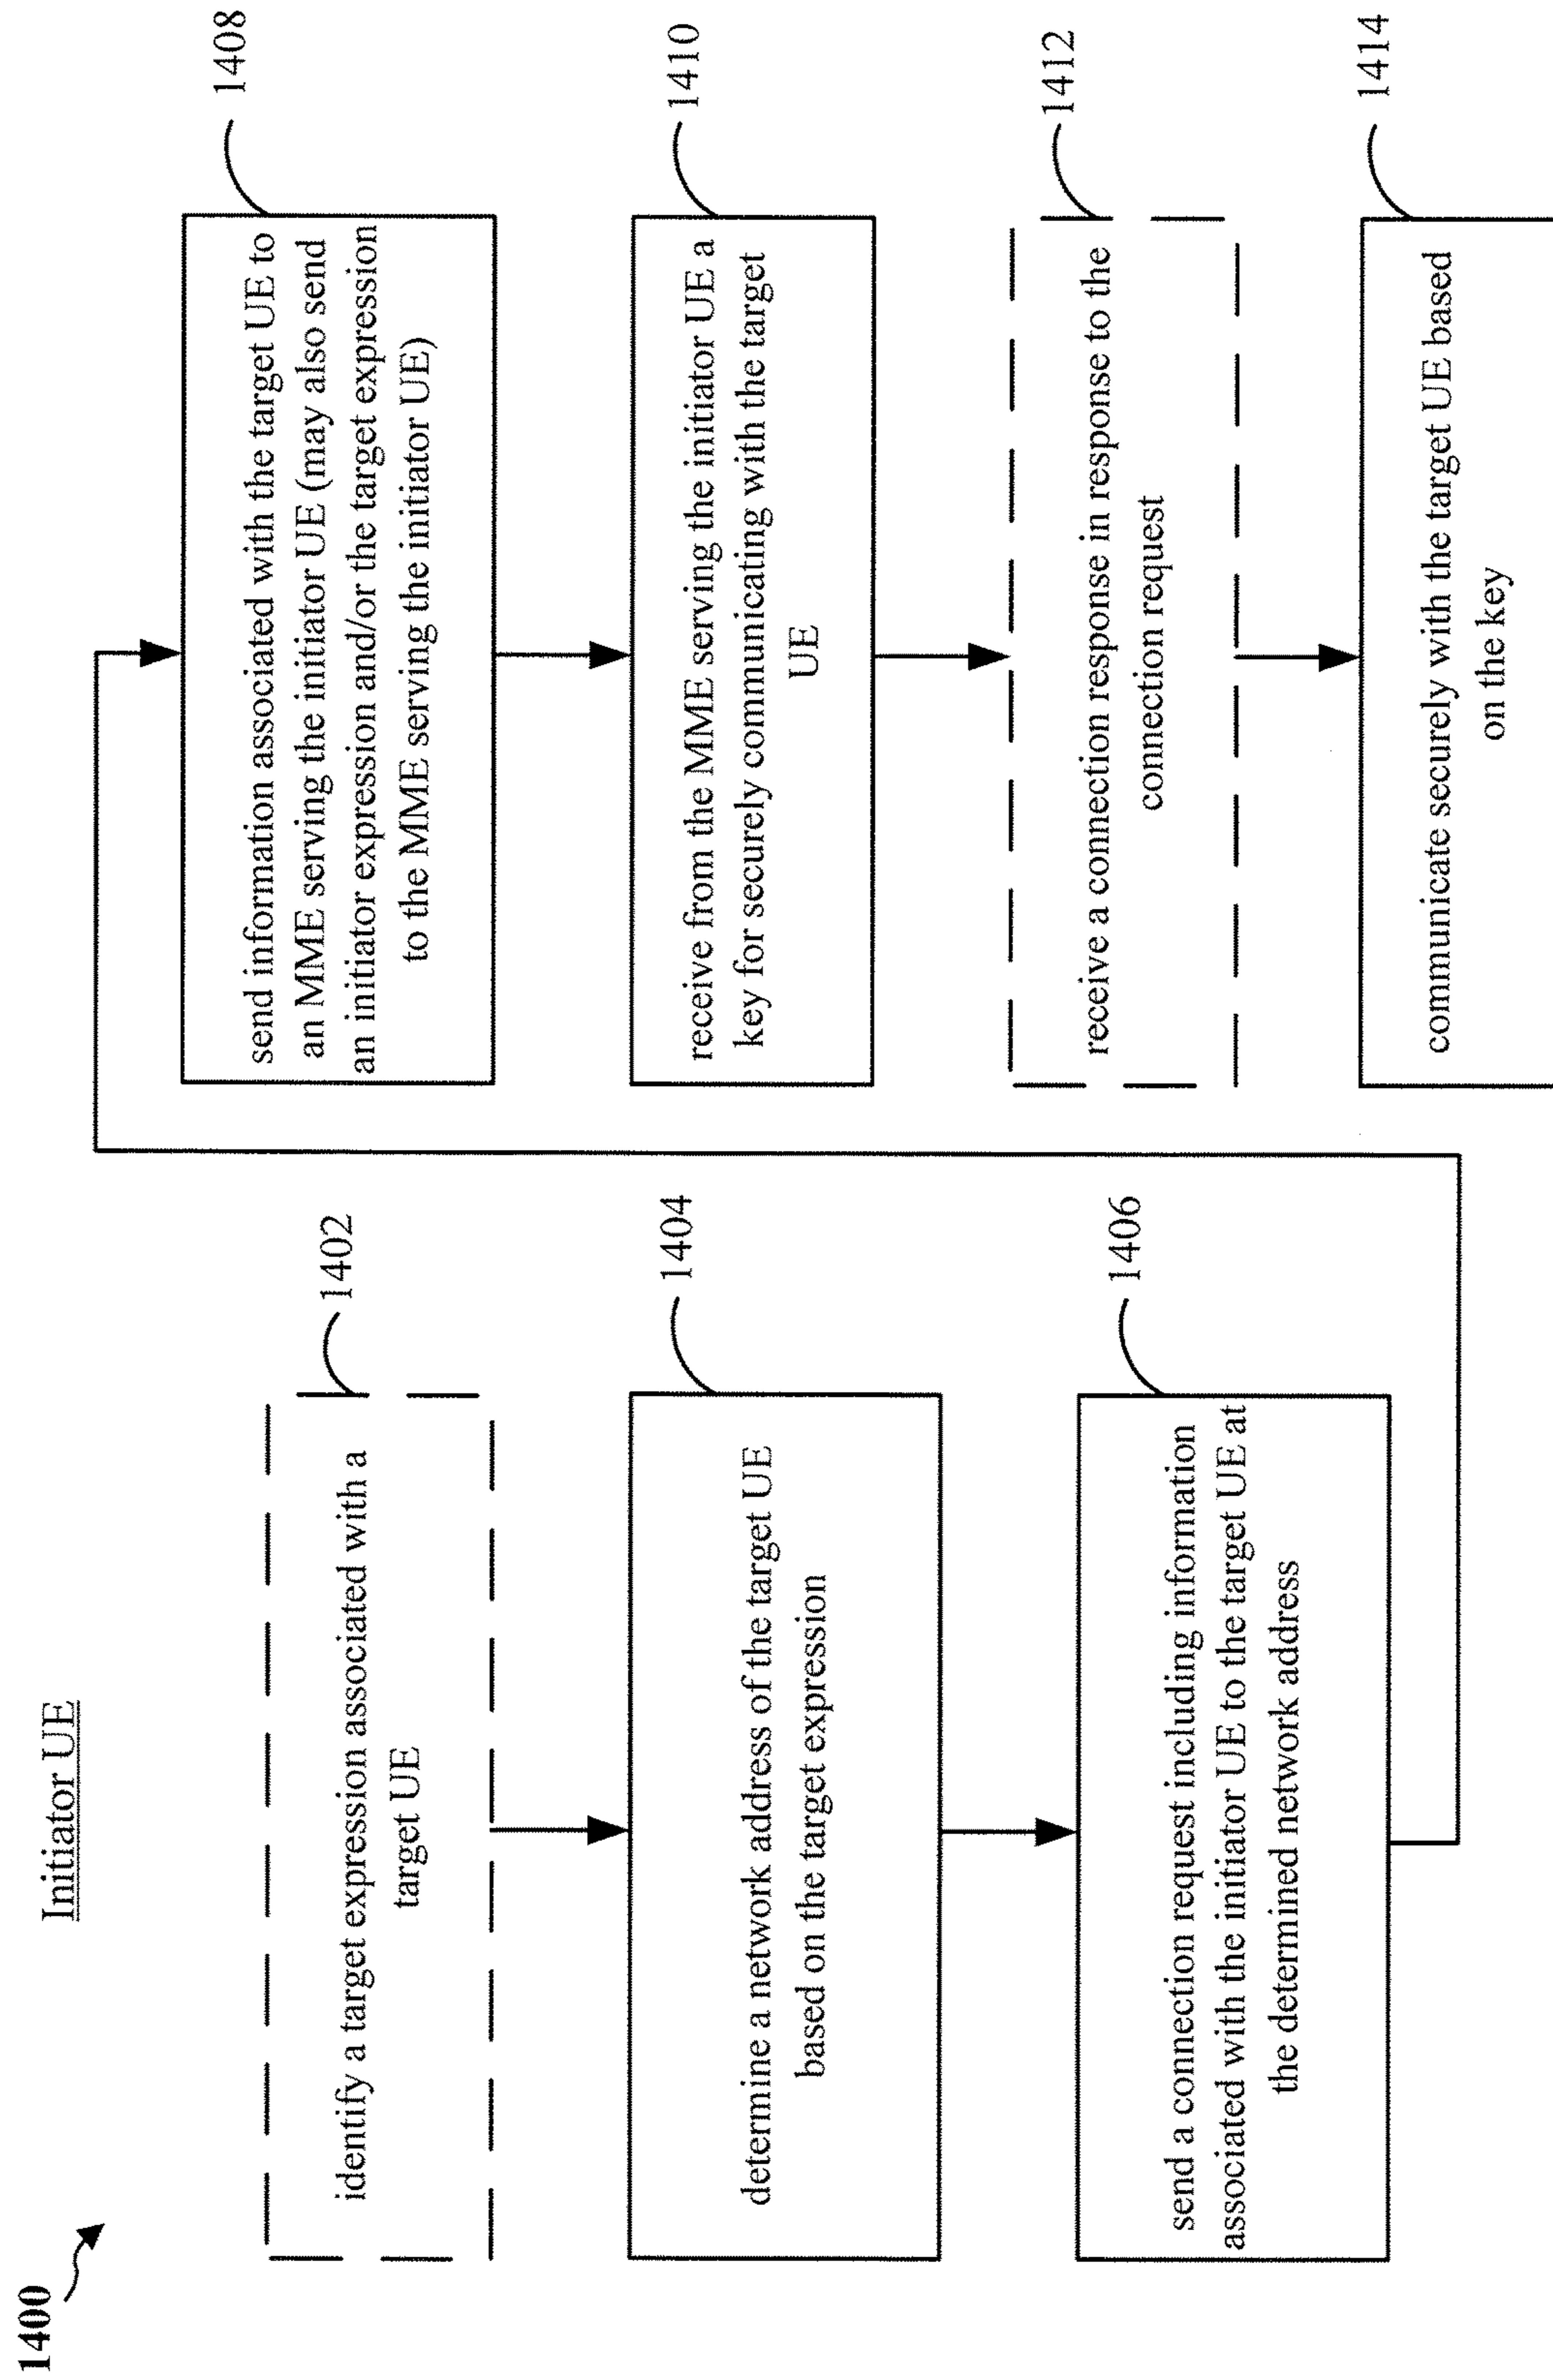 1400
Initiator UE
1402
identify a target expression associated with a
target UE
1404
determine a network address of the target UE
based on the target expression
1406
send a connection request including information
associated with the initiator UE to the target UE at
the determined network address
1408
send information associated with the target UE to
an MME serving the initiator UE (may also send
an initiator expression and/or the target expression
to the MME serving the initiator UE)
1410
receive from the MME serving the initiator UE a
key for securely communicating with the target
UE
1412
receive a connection response in response to the
connection request
1414
communicate securely with the target UE based
on the key